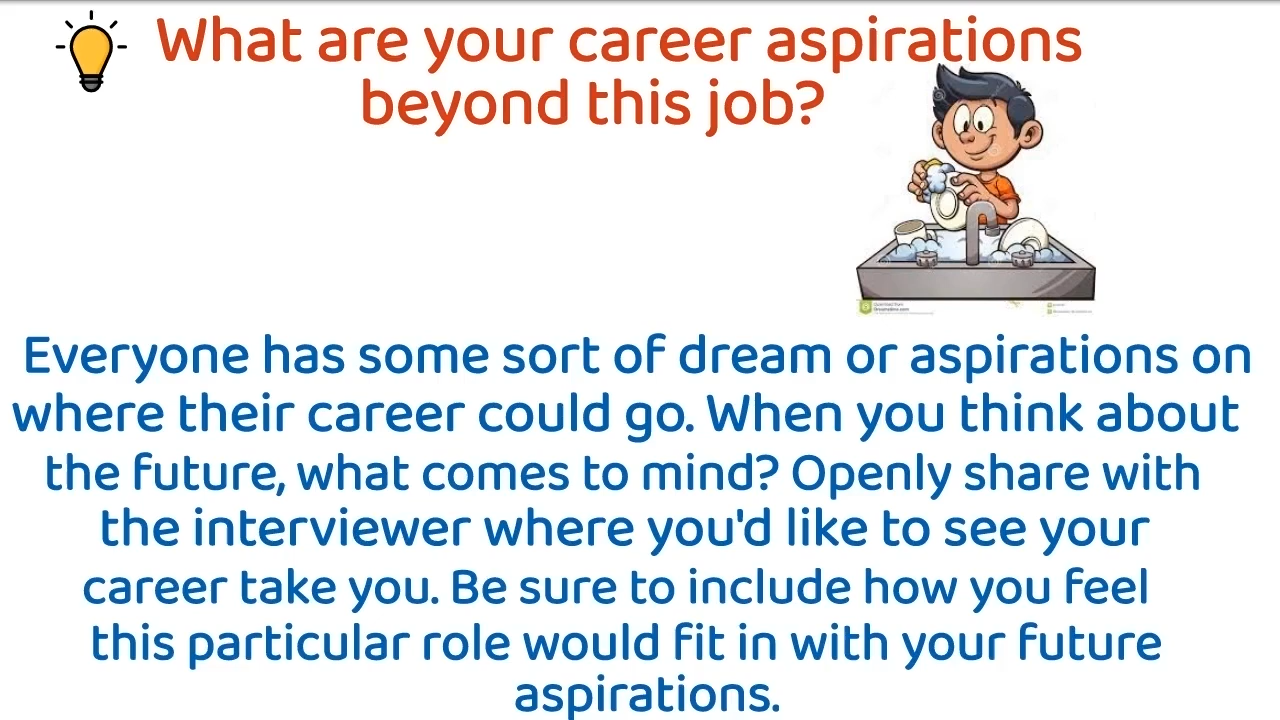 What are your career aspirations
beyond this job?
Everyone has some sort of dream or aspirations on
where their career could go. When you think about
the future, what comes to mind? Openly share with
the interviewer where you'd like to see your
career take you. Be sure to include how you feel
this particular role would fit in with your future
aspirations.